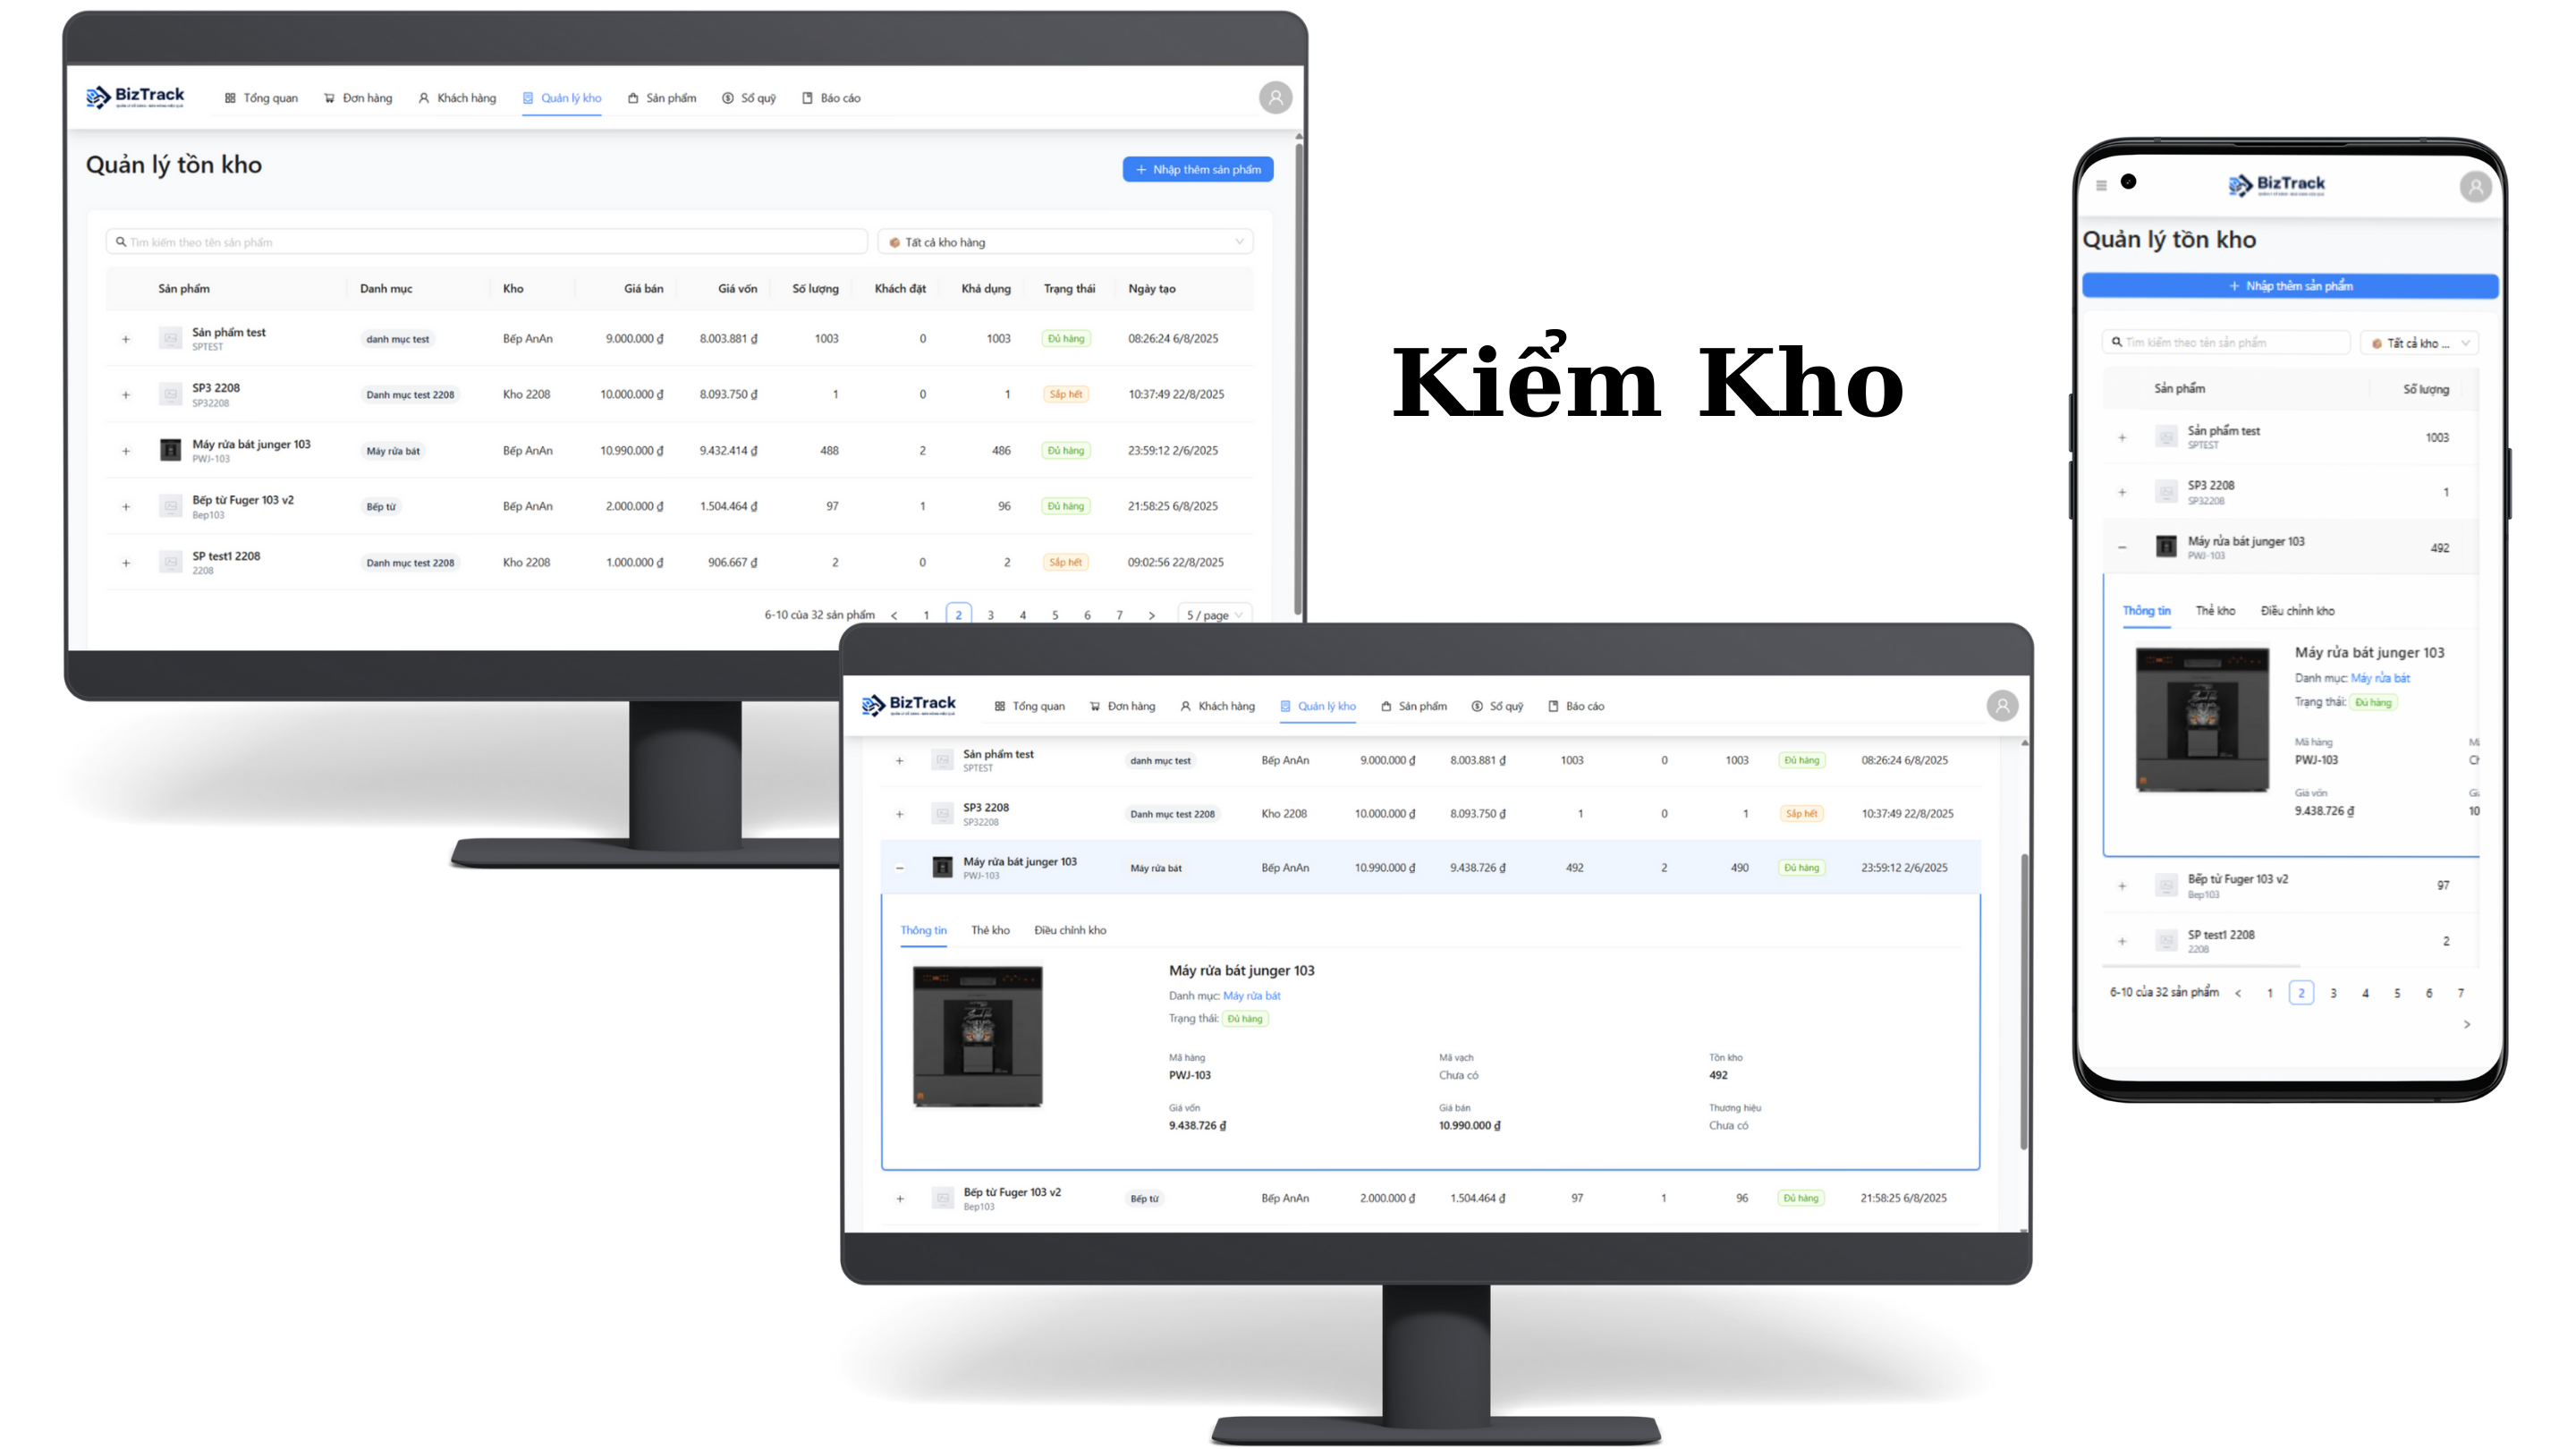 BizTrack
Tổng quan Đơn hàng Khách hàng Quản lý kho Sản phẩm Sổ quỹ Báo cáo
Quản lý tồn kho
+ Nhập thêm sản phẩm
Tìm kiếm theo tên sản phẩm Tất cả kho hàng
Sản phẩm Danh mục Kho Giá bán Giá vốn Số lượng Khách đặt Khả dụng Trạng thái Ngày tạo
+ Sản phẩm test danh mục test Bếp AnAn 9.000.000 ₫ 8.003.881 ₫ 1003 0 1003 Đủ hàng 08:26:24 6/8/2025
SPTEST
+ SP3 2208 Danh mục test 2208 Kho 2208 10.000.000 ₫ 8.093.750 ₫ 1 0 1 Sắp hết 10:37:49 22/8/2025
SP32208
+ Máy rửa bát junger 103 Máy rửa bát Bếp AnAn 10.990.000 ₫ 9.432.414 ₫ 488 2 486 Đủ hàng 23:59:12 2/6/2025
PWJ-103
+ Bếp từ Fuger 103 v2 Bếp từ Bếp AnAn 2.000.000 ₫ 1.504.464 ₫ 97 1 96 Đủ hàng 21:58:25 6/8/2025
Bep103
+ SP test1 2208 Danh mục test 2208 Kho 2208 1.000.000 ₫ 906.667 ₫ 2 0 2 Sắp hết 09:02:56 22/8/2025
2208
6-10 của 32 sản phẩm < 1 2 3 4 5 6 7 > 5 / page
Kiểm Kho
BizTrack
Tổng quan Đơn hàng Khách hàng Quản lý kho Sản phẩm Sổ quỹ Báo cáo
+ Sản phẩm test danh mục test Bếp AnAn 9.000.000 ₫ 8.003.881 ₫ 1003 0 1003 Đủ hàng 08:26:24 6/8/2025
SPTEST
+ SP3 2208 Danh mục test 2208 Kho 2208 10.000.000 ₫ 8.093.750 ₫ 1 0 1 Sắp hết 10:37:49 22/8/2025
SP32208
− Máy rửa bát junger 103 Máy rửa bát Bếp AnAn 10.990.000 ₫ 9.438.726 ₫ 492 2 490 Đủ hàng 23:59:12 2/6/2025
PWJ-103
Thông tin Thẻ kho Điều chỉnh kho
Máy rửa bát junger 103
Danh mục: Máy rửa bát
Trạng thái: Đủ hàng
Mã hàng Mã vạch Tồn kho
PWJ-103 Chưa có 492
Giá vốn Giá bán Thương hiệu
9.438.726 ₫ 10.990.000 ₫ Chưa có
+ Bếp từ Fuger 103 v2 Bếp từ Bếp AnAn 2.000.000 ₫ 1.504.464 ₫ 97 1 96 Đủ hàng 21:58:25 6/8/2025
Bep103
BizTrack
Quản lý tồn kho
+ Nhập thêm sản phẩm
Tìm kiếm theo tên sản phẩm Tất cả kho ...
Sản phẩm Số lượng
+ Sản phẩm test 1003
SPTEST
+ SP3 2208 1
SP32208
− Máy rửa bát junger 103 492
PWJ-103
Thông tin Thẻ kho Điều chỉnh kho
Máy rửa bát junger 103
Danh mục: Máy rửa bát
Trạng thái: Đủ hàng
Mã hàng
PWJ-103
Giá vốn
9.438.726 ₫ 10
+ Bếp từ Fuger 103 v2 97
Bep103
+ SP test1 2208 2
2208
6-10 của 32 sản phẩm < 1 2 3 4 5 6 7
>